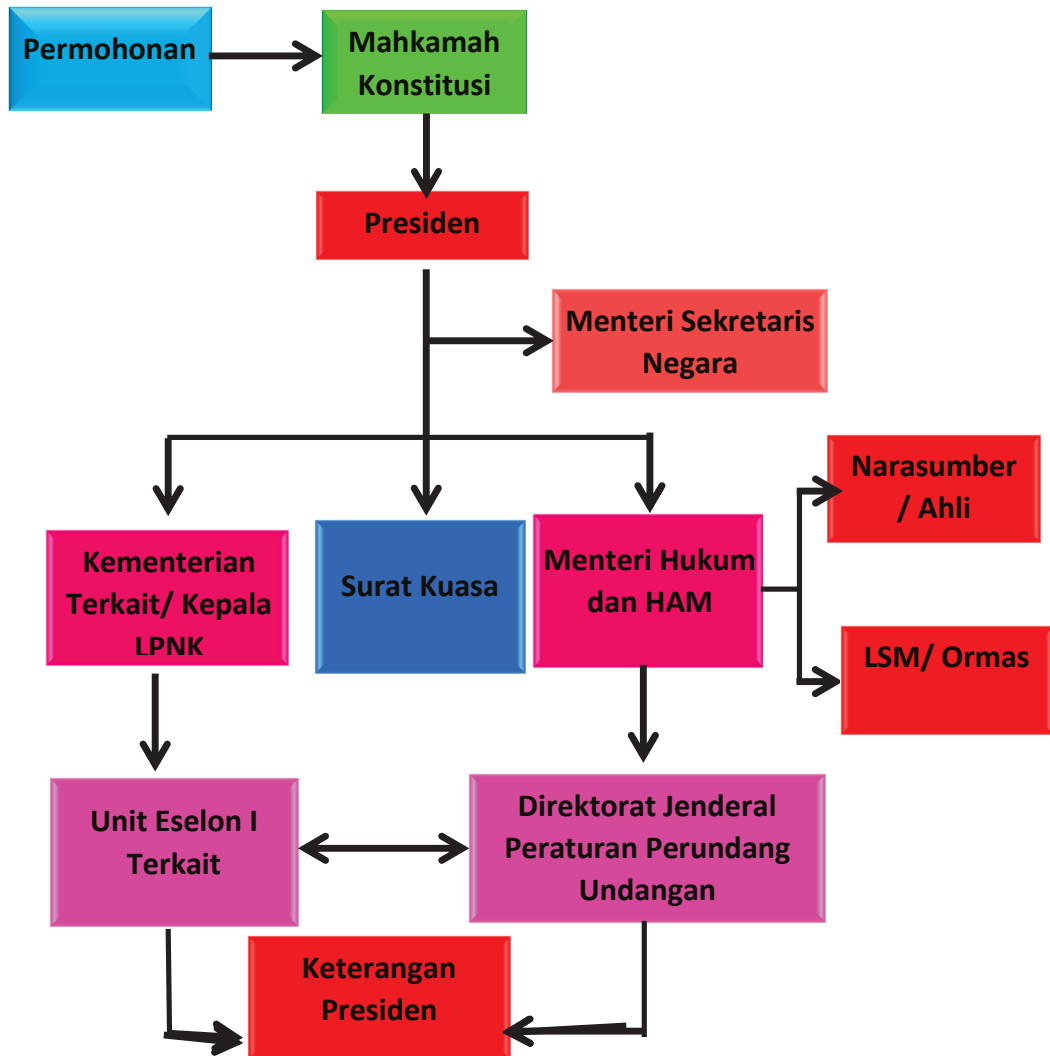 Permohonan
Mahkamah
Konstitusi
Presiden
Menteri Sekretaris
Negara
Narasumber
/ Ahli
Kementerian
Terkait/ Kepala
LPNK
Surat Kuasa
Menteri Hukum
dan HAM
LSM/ Ormas
Unit Eselon I
Terkait
Direktorat Jenderal
Peraturan Perundang
Undangan
Keterangan
Presiden